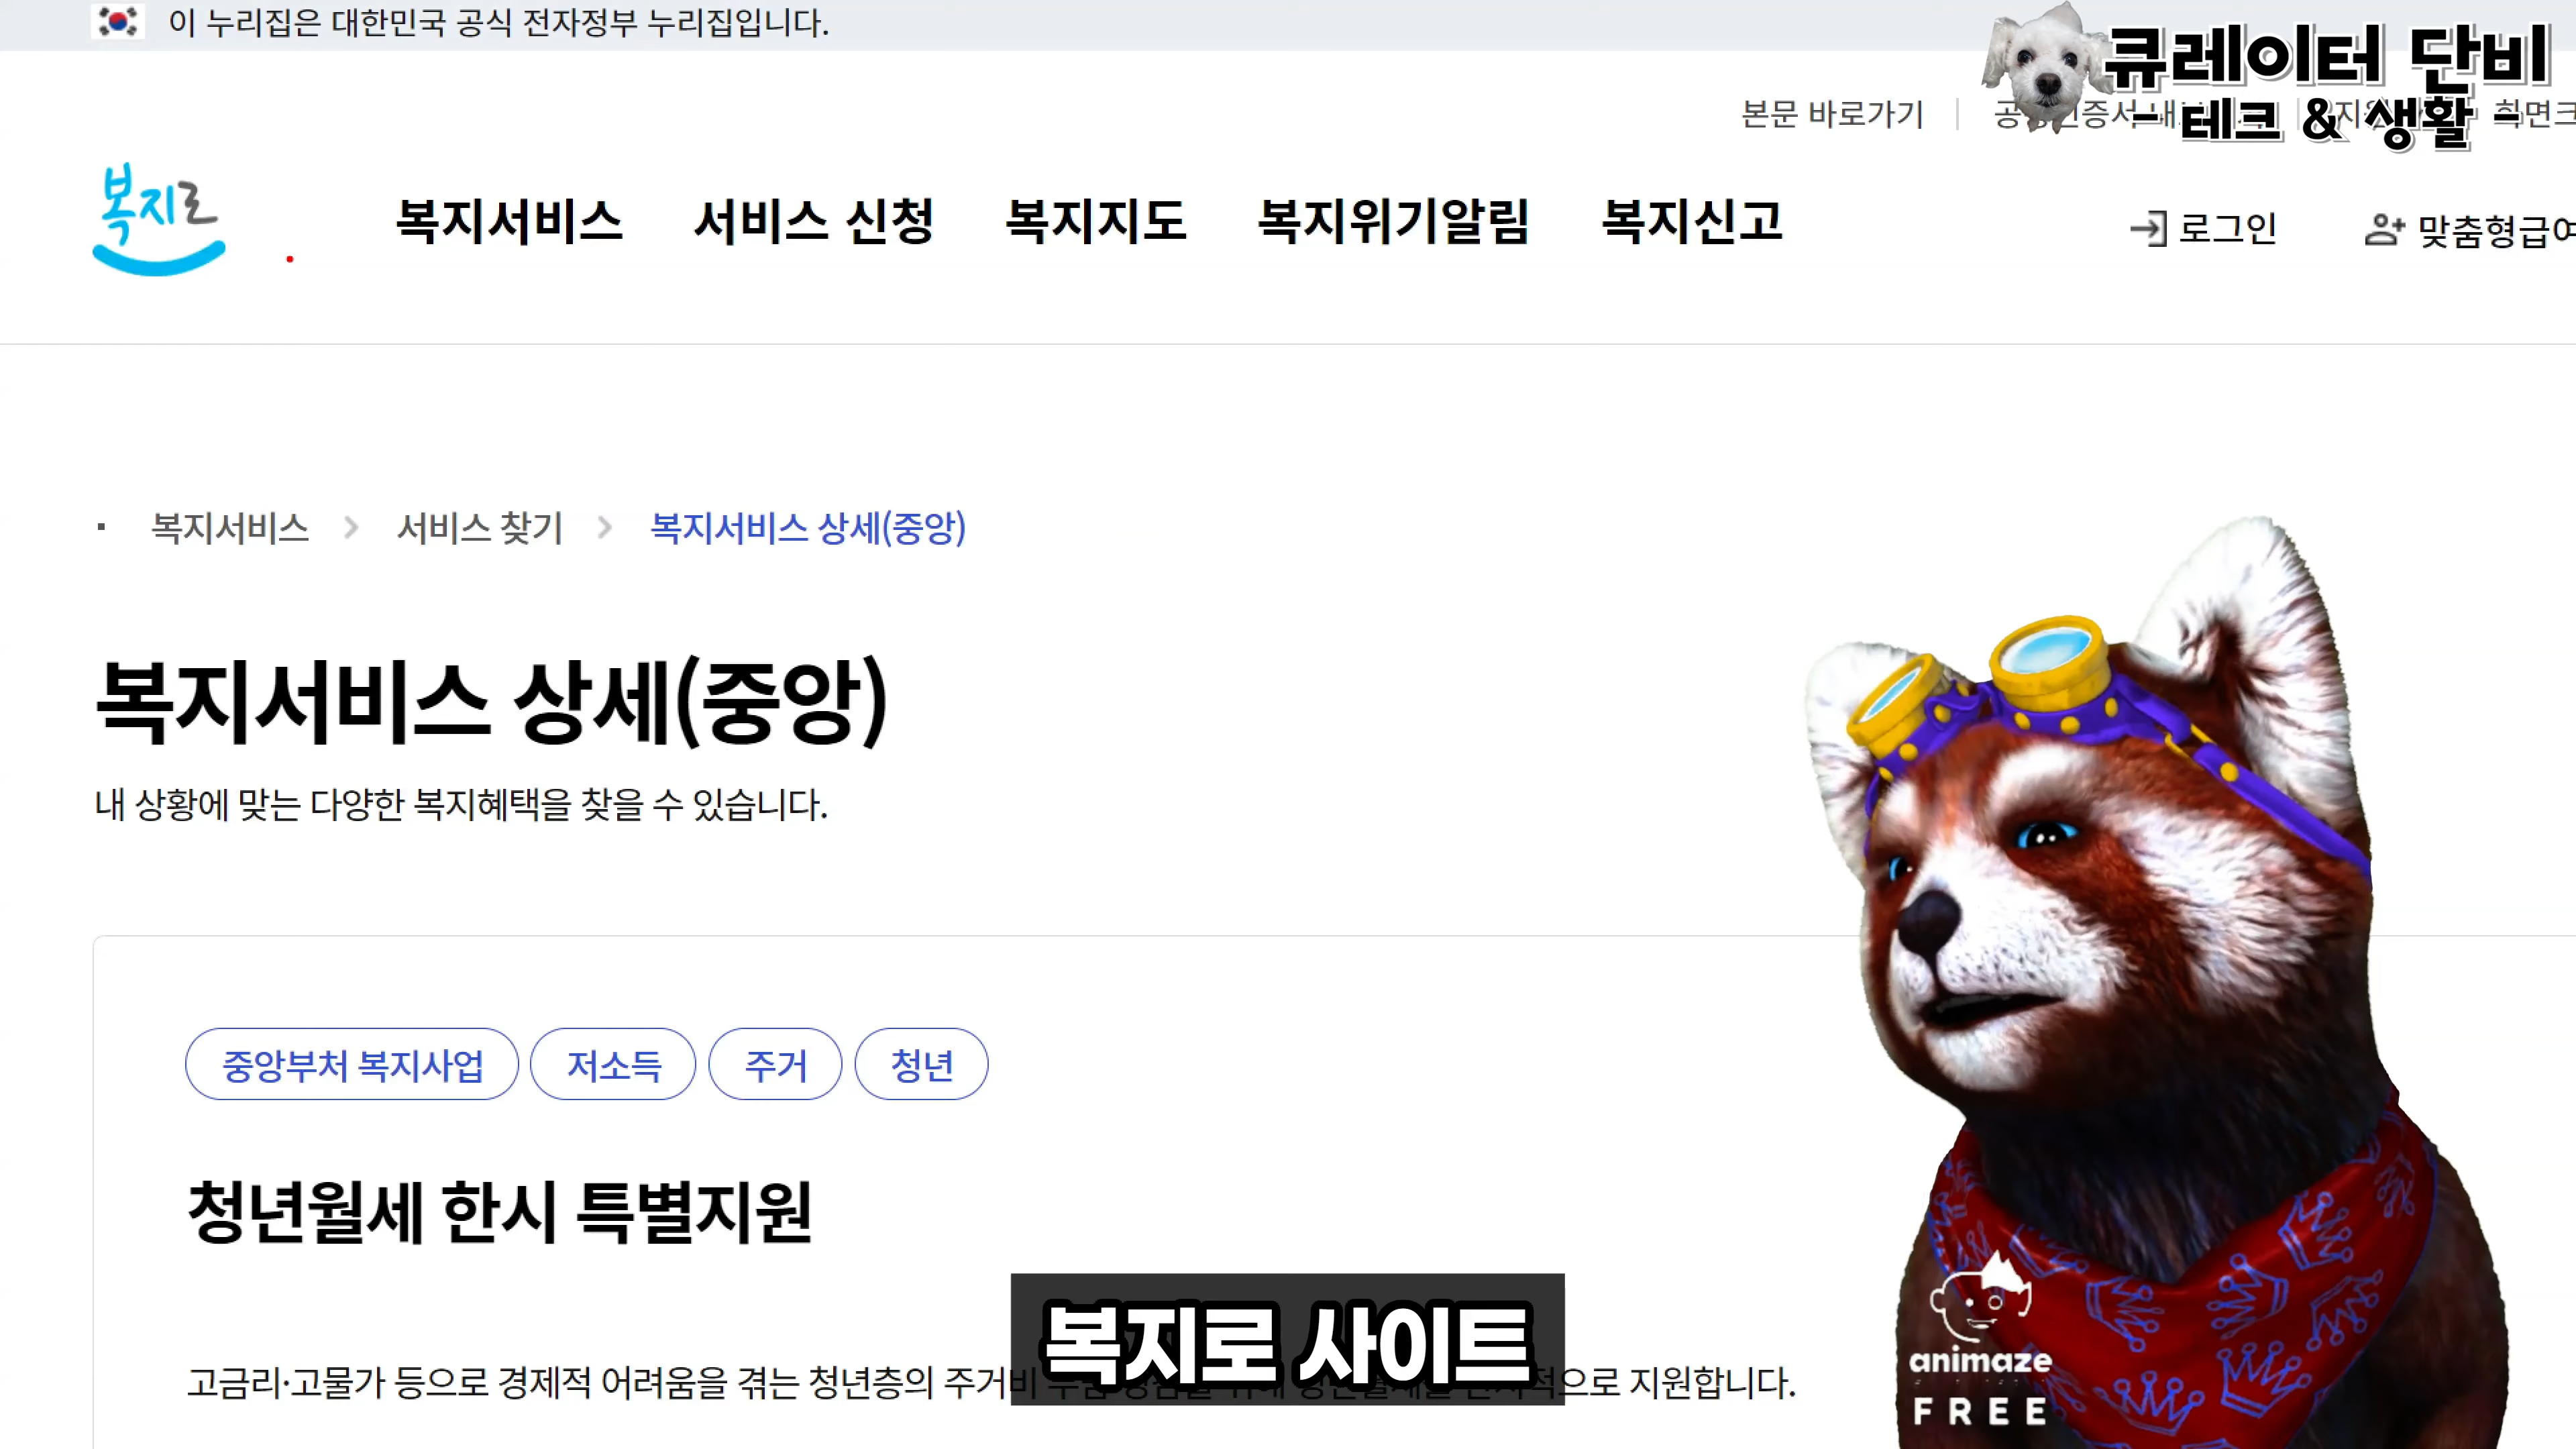 이 누리집은 대한민국 공식 전자정부 누리집입니다.
큐레이터 단비
- 테크 & 생활 -
본문 바로가기
복지로
복지서비스 서비스 신청 복지지도 복지위기알림 복지신고
로그인 맞춤형급여
복지서비스 > 서비스 찾기 > 복지서비스 상세(중앙)
복지서비스 상세(중앙)
내 상황에 맞는 다양한 복지혜택을 찾을 수 있습니다.
중앙부처 복지사업 저소득 주거 청년
청년월세 한시 특별지원
고금리·고물가 등으로 경제적 어려움을 겪는 청년층의 주거비 지원합니다.
복지로 사이트
animaze
FREE